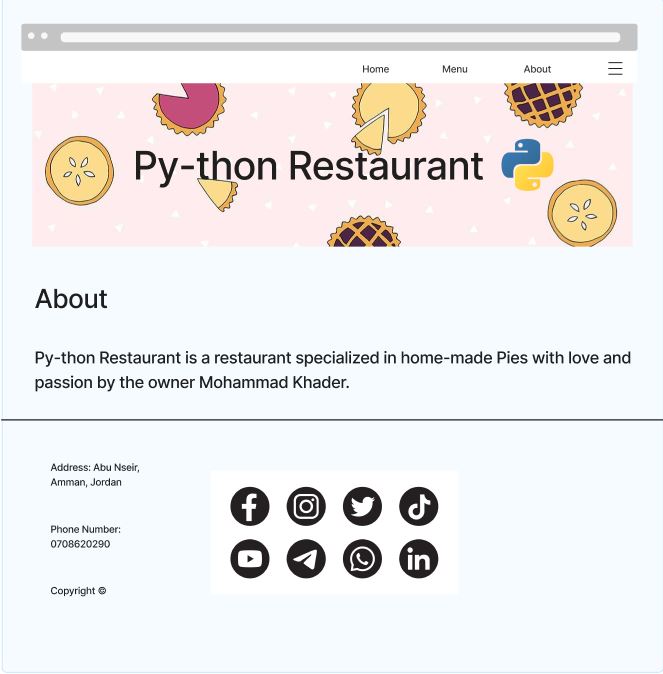 Home Menu About
Py-thon Restaurant
About
Py-thon Restaurant is a restaurant specialized in home-made Pies with love and
passion by the owner Mohammad Khader.
Address: Abu Nseir,
Amman, Jordan
Phone Number:
0708620290
Copyright ©